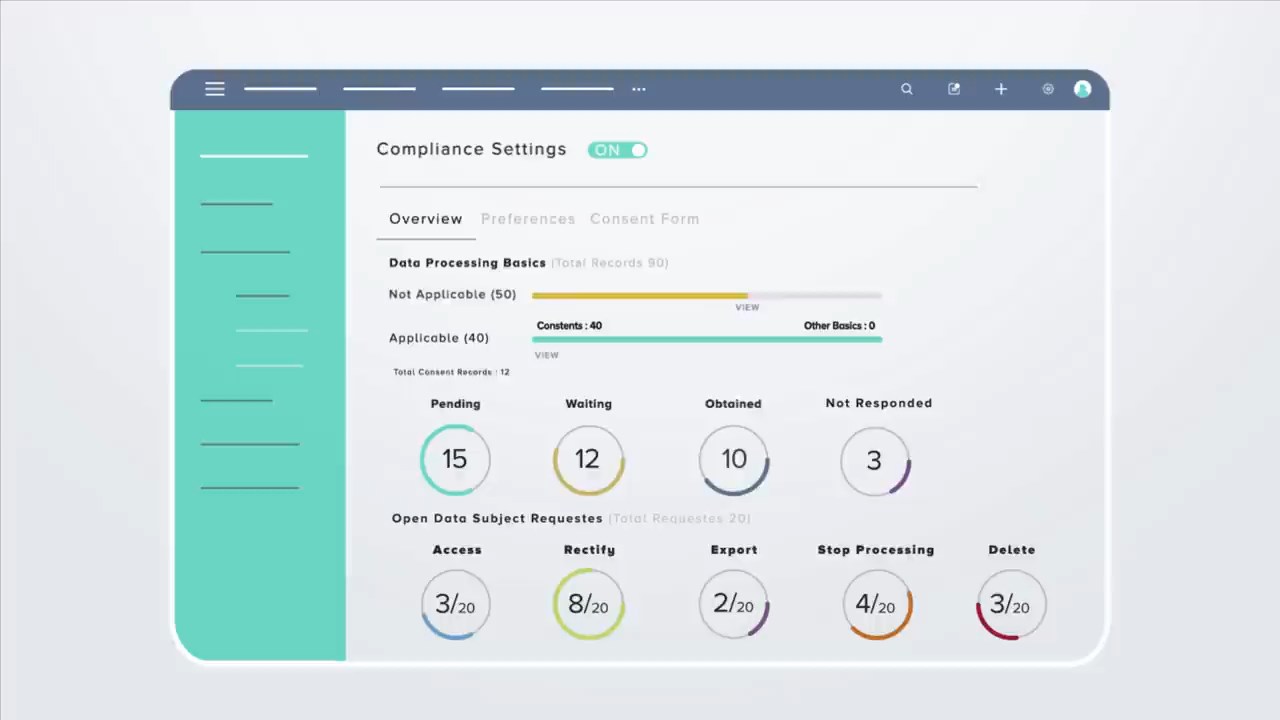 Compliance Settings ON
Overview Preferences Consent Form
Data Processing Basics (Total Records 90)
Not Applicable (50)
VIEW
Constents : 40 Other Basics : 0
Applicable (40)
VIEW
Total Consent Records : 12
Pending Waiting Obtained Not Responded
15 12 10 3
Open Data Subject Requestes (Total Requestes 20)
Access Rectify Export Stop Processing Delete
3/20 8/20 2/20 4/20 3/20